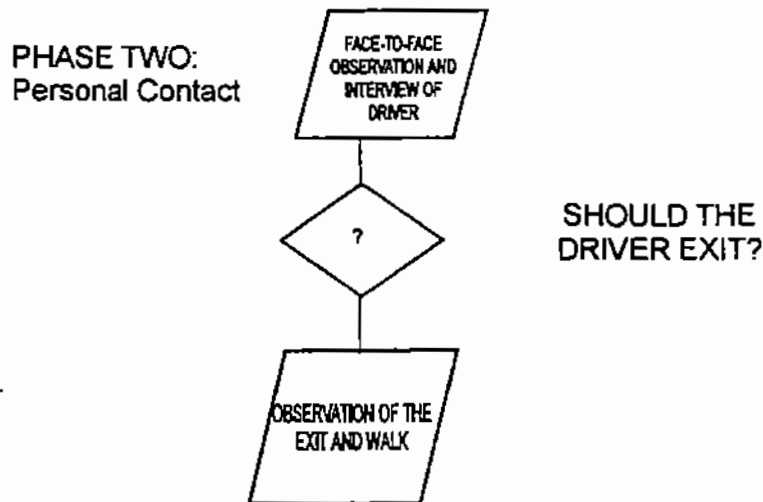 PHASE TWO:
Personal Contact
FACE-TO-FACE
OBSERVATION AND
INTERVIEW OF
DRIVER
?
SHOULD THE
DRIVER EXIT?
OBSERVATION OF THE
EXIT AND WALK